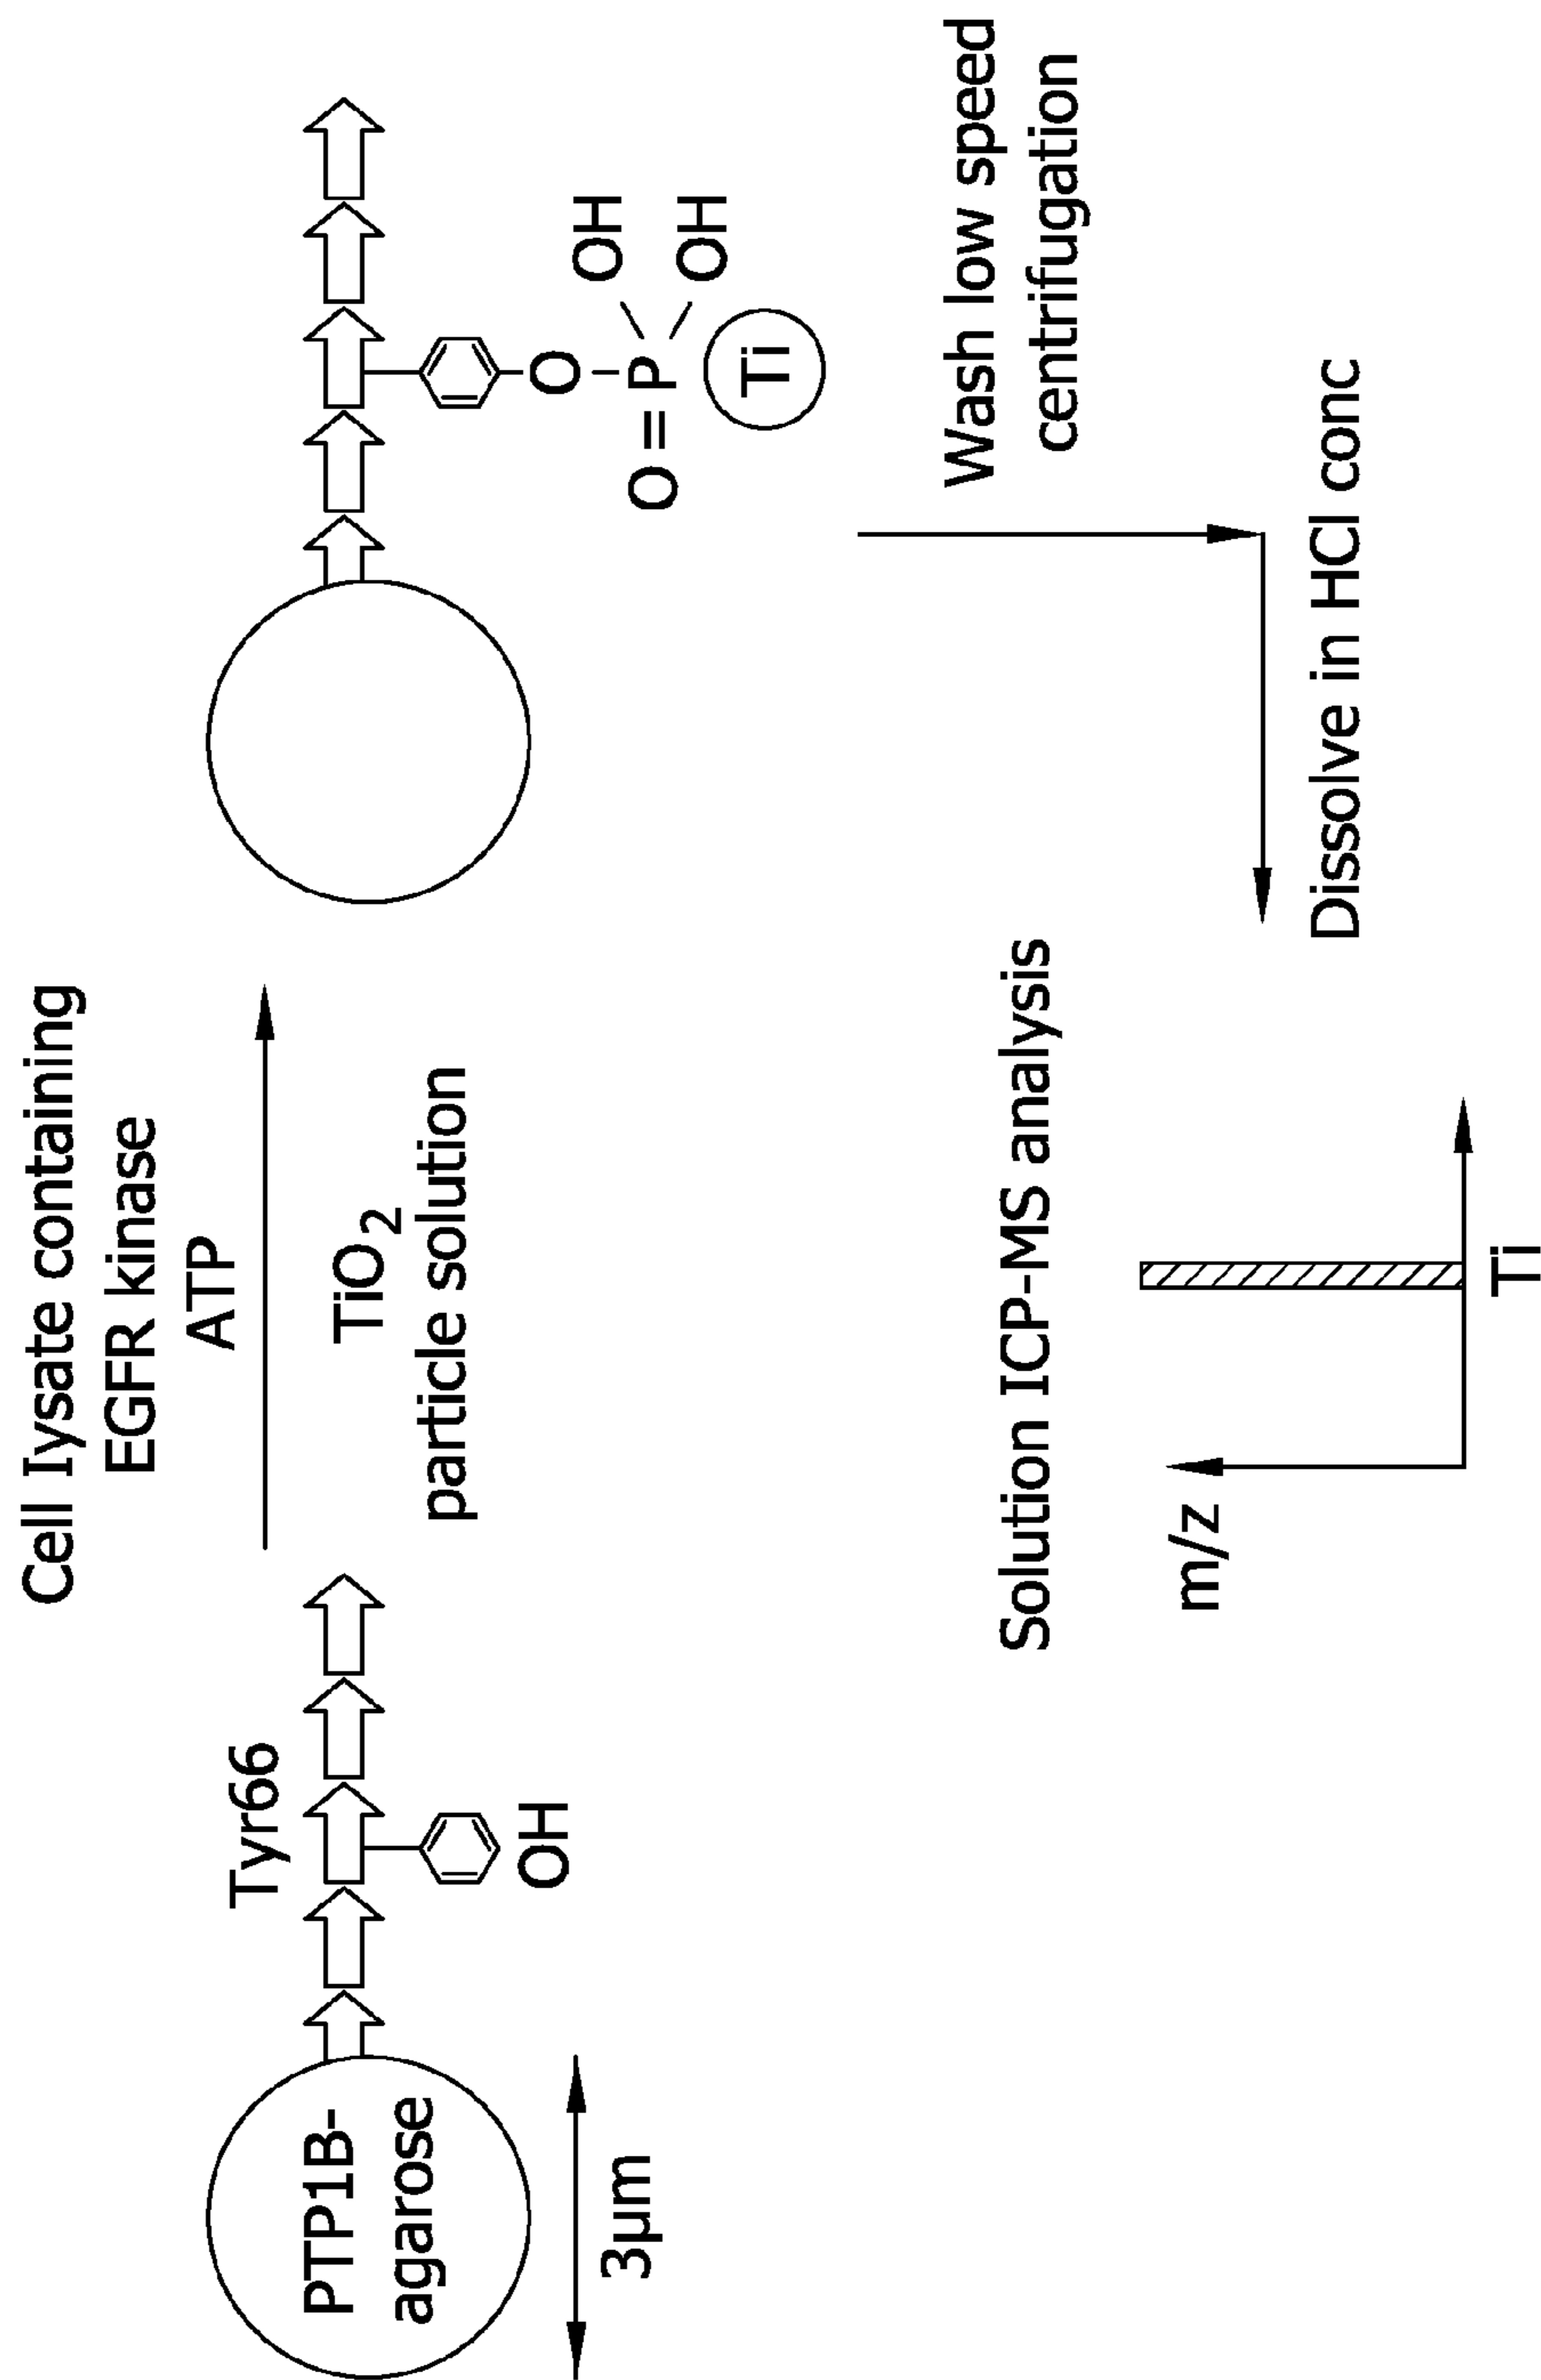 PTP1B-
agarose
3µm
Tyr66
OH
Cell lysate containing
EGFR kinase
ATP
TiO2
particle solution
O
O=P
OH
OH
Ti
Wash low speed
centrifugation
Dissolve in HCl conc
Solution ICP-MS analysis
m/z
Ti